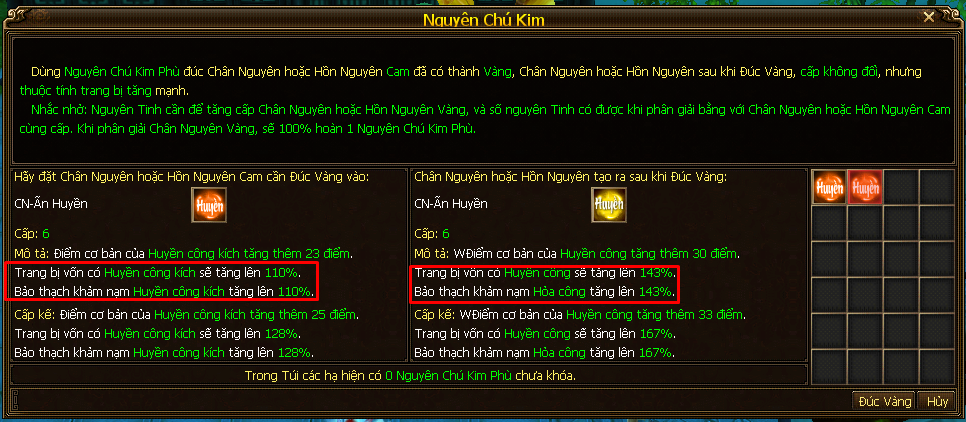 Nguyên Chú Kim
Dùng Nguyên Chú Kim Phù đúc Chân Nguyên hoặc Hồn Nguyên Cam đã có thành Vàng, Chân Nguyên hoặc Hồn Nguyên sau khi Đúc Vàng, cấp không đổi, nhưng
thuộc tính trang bị tăng mạnh.
Nhắc nhở: Nguyên Tinh cần để tăng cấp Chân Nguyên hoặc Hồn Nguyên Vàng, và số nguyên Tinh có được khi phân giải bằng với Chân Nguyên hoặc Hồn Nguyên Cam
cùng cấp. Khi phân giải Chân Nguyên Vàng, sẽ 100% hoàn 1 Nguyên Chú Kim Phù.
Hãy đặt Chân Nguyên hoặc Hồn Nguyên Cam cần Đúc Vàng vào:
CN-Ẩn Huyền
Huyền
Cấp: 6
Mô tả: Điểm cơ bản của Huyền công kích tăng thêm 23 điểm.
Trang bị vốn có Huyền công kích sẽ tăng lên 110%.
Bảo thạch khảm nạm Huyền công kích tăng lên 110%.
Cấp kế: Điểm cơ bản của Huyền công kích tăng thêm 25 điểm.
Trang bị vốn có Huyền công kích sẽ tăng lên 128%.
Bảo thạch khảm nạm Huyền công kích tăng lên 128%.
Chân Nguyên hoặc Hồn Nguyên tạo ra sau khi Đúc Vàng:
CN-Ẩn Huyền
Huyền
Cấp: 6
Mô tả: WĐiểm cơ bản của Huyền công tăng thêm 30 điểm.
Trang bị vốn có Huyền công sẽ tăng lên 143%.
Bảo thạch khảm nạm Hỏa công tăng lên 143%.
Cấp kế: WĐiểm cơ bản của Huyền công tăng thêm 33 điểm.
Trang bị vốn có Huyền công sẽ tăng lên 167%.
Bảo thạch khảm nạm Hỏa công tăng lên 167%.
Huyền Huyền
Trong Túi các hạ hiện có 0 Nguyên Chú Kim Phù chưa khóa.
Đúc Vàng Hủy